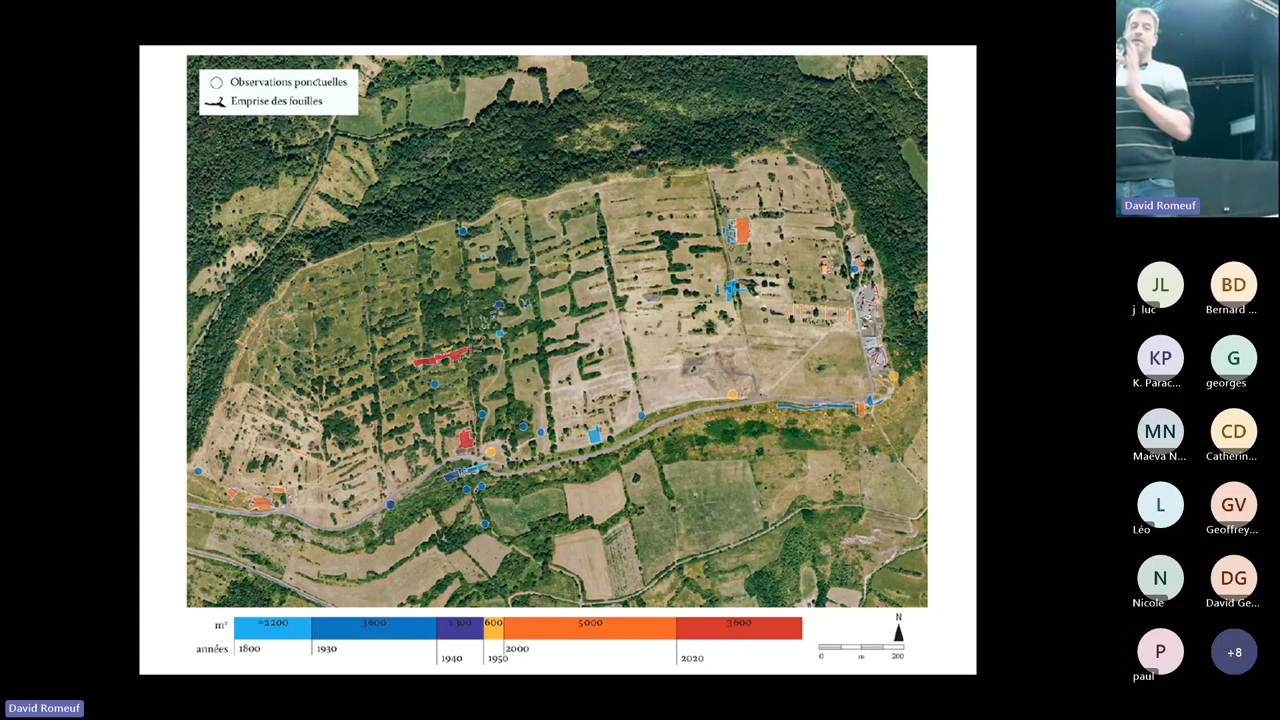 Observations ponctuelles
Emprise des fouilles
David Romeuf
JL
j luc
BD
Bernard ...
KP
K. Parac...
G
georges
MN
Maëva N...
CD
Catherin...
L
Léo
GV
Geoffrey...
N
Nicole
DG
David Ge...
P
paul
+8
m²
≈2200
3600
1300
600
5000
3600
années
1800
1930
1940
1950
2000
2020
N
0 m 200
David Romeuf